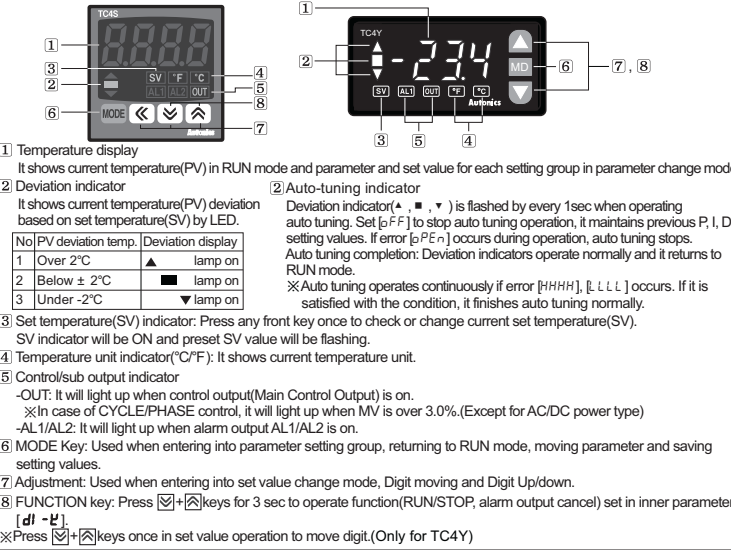 TC4S
8.8.8.8
SV °F °C
AL1 AL2 OUT
MODE
Autonics
1
3
2
6
4
5
8
7
TC4Y
-23.4
MD
SV AL1 OUT °F °C
Autonics
1
2
6
7, 8
3
5
4
1 Temperature display
It shows current temperature(PV) in RUN mode and parameter and set value for each setting group in parameter change mod
2 Deviation indicator
It shows current temperature(PV) deviation
based on set temperature(SV) by LED.
No PV deviation temp. Deviation display
1 Over 2℃ ▲ lamp on
2 Below ± 2℃ ■ lamp on
3 Under -2℃ ▼ lamp on
2 Auto-tuning indicator
Deviation indicator(▲ , ■ , ▼ ) is flashed by every 1sec when operating
auto tuning. Set [oFF] to stop auto tuning operation, it maintains previous P, I, D
setting values. If error [oPEn] occurs during operation, auto tuning stops.
Auto tuning completion: Deviation indicators operate normally and it returns to
RUN mode.
※Auto tuning operates continuously if error [HHHH], [LLLL] occurs. If it is
satisfied with the condition, it finishes auto tuning normally.
3 Set temperature(SV) indicator: Press any front key once to check or change current set temperature(SV).
SV indicator will be ON and preset SV value will be flashing.
4 Temperature unit indicator(℃/℉): It shows current temperature unit.
5 Control/sub output indicator
-OUT: It will light up when control output(Main Control Output) is on.
※In case of CYCLE/PHASE control, it will light up when MV is over 3.0%.(Except for AC/DC power type)
-AL1/AL2: It will light up when alarm output AL1/AL2 is on.
6 MODE Key: Used when entering into parameter setting group, returning to RUN mode, moving parameter and saving
setting values.
7 Adjustment: Used when entering into set value change mode, Digit moving and Digit Up/down.
8 FUNCTION key: Press + keys for 3 sec to operate function(RUN/STOP, alarm output cancel) set in inner parameter
[dI-K].
※Press + keys once in set value operation to move digit.(Only for TC4Y)